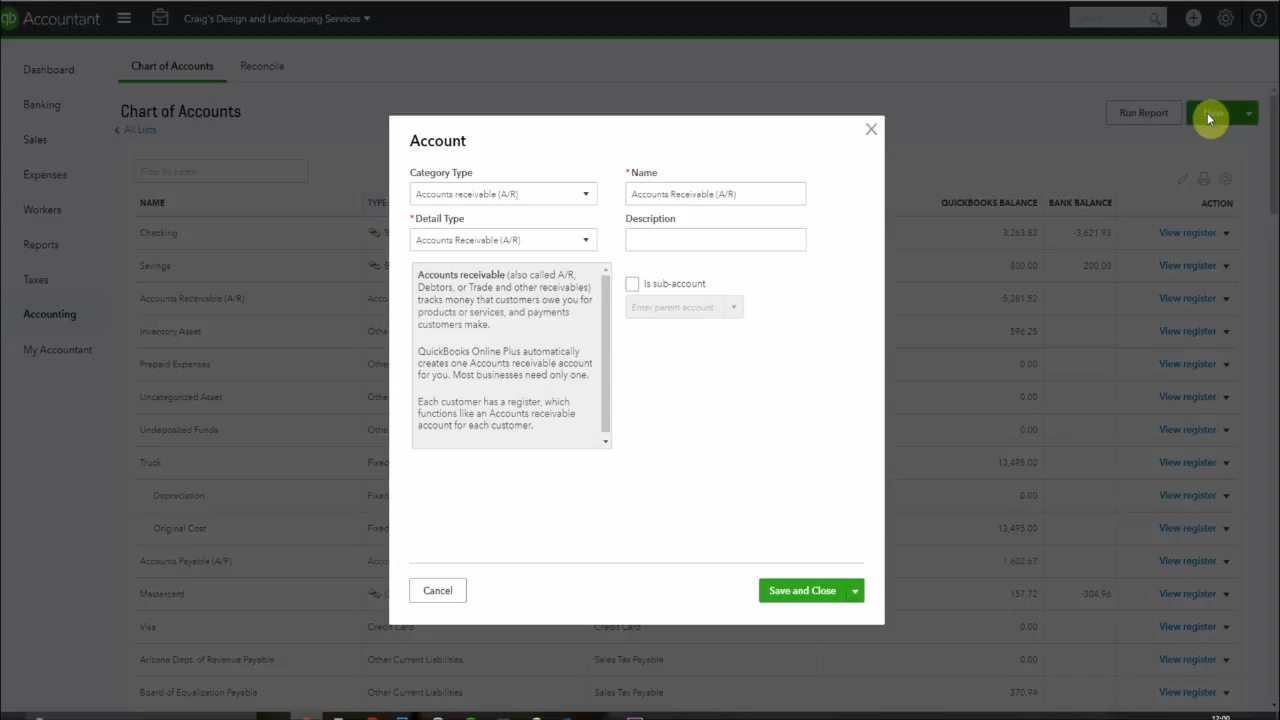 qb Accountant
Craig's Design and Landscaping Services
Dashboard
Banking
Sales
Expenses
Workers
Reports
Taxes
Accounting
My Accountant
Chart of Accounts Reconcile
Chart of Accounts
All Lists
Run Report
Filter by name
NAME
QUICKBOOKS BALANCE BANK BALANCE ACTION
Checking 3,263.52 -3,621.93 View register
Savings 800.00 200.00 View register
Accounts Receivable (A/R) 5,281.52 View register
Inventory Asset 596.25 View register
Prepaid Expenses 0.00 View register
Uncategorized Asset 0.00 View register
Undeposited Funds 0.00 View register
Truck 13,495.00 View register
Depreciation 0.00 View register
Original Cost 13,495.00 View register
Accounts Payable (A/P) 1,602.67 View register
Mastercard 157.72 -304.96 View register
Visa Credit Card Credit Card 0.00 View register
Arizona Dept. of Revenue Payable Other Current Liabilities Sales Tax Payable 0.00 View register
Board of Equalization Payable Other Current Liabilities Sales Tax Payable 370.94 View register
Account
Category Type
Accounts receivable (A/R)
*Detail Type
Accounts Receivable (A/R)
Accounts receivable (also called A/R,
Debtors, or Trade and other receivables)
tracks money that customers owe you for
products or services, and payments
customers make.
QuickBooks Online Plus automatically
creates one Accounts receivable account
for you. Most businesses need only one.
Each customer has a register, which
functions like an Accounts receivable
account for each customer.
*Name
Accounts Receivable (A/R)
Description
Is sub-account
Enter parent account
Cancel
Save and Close